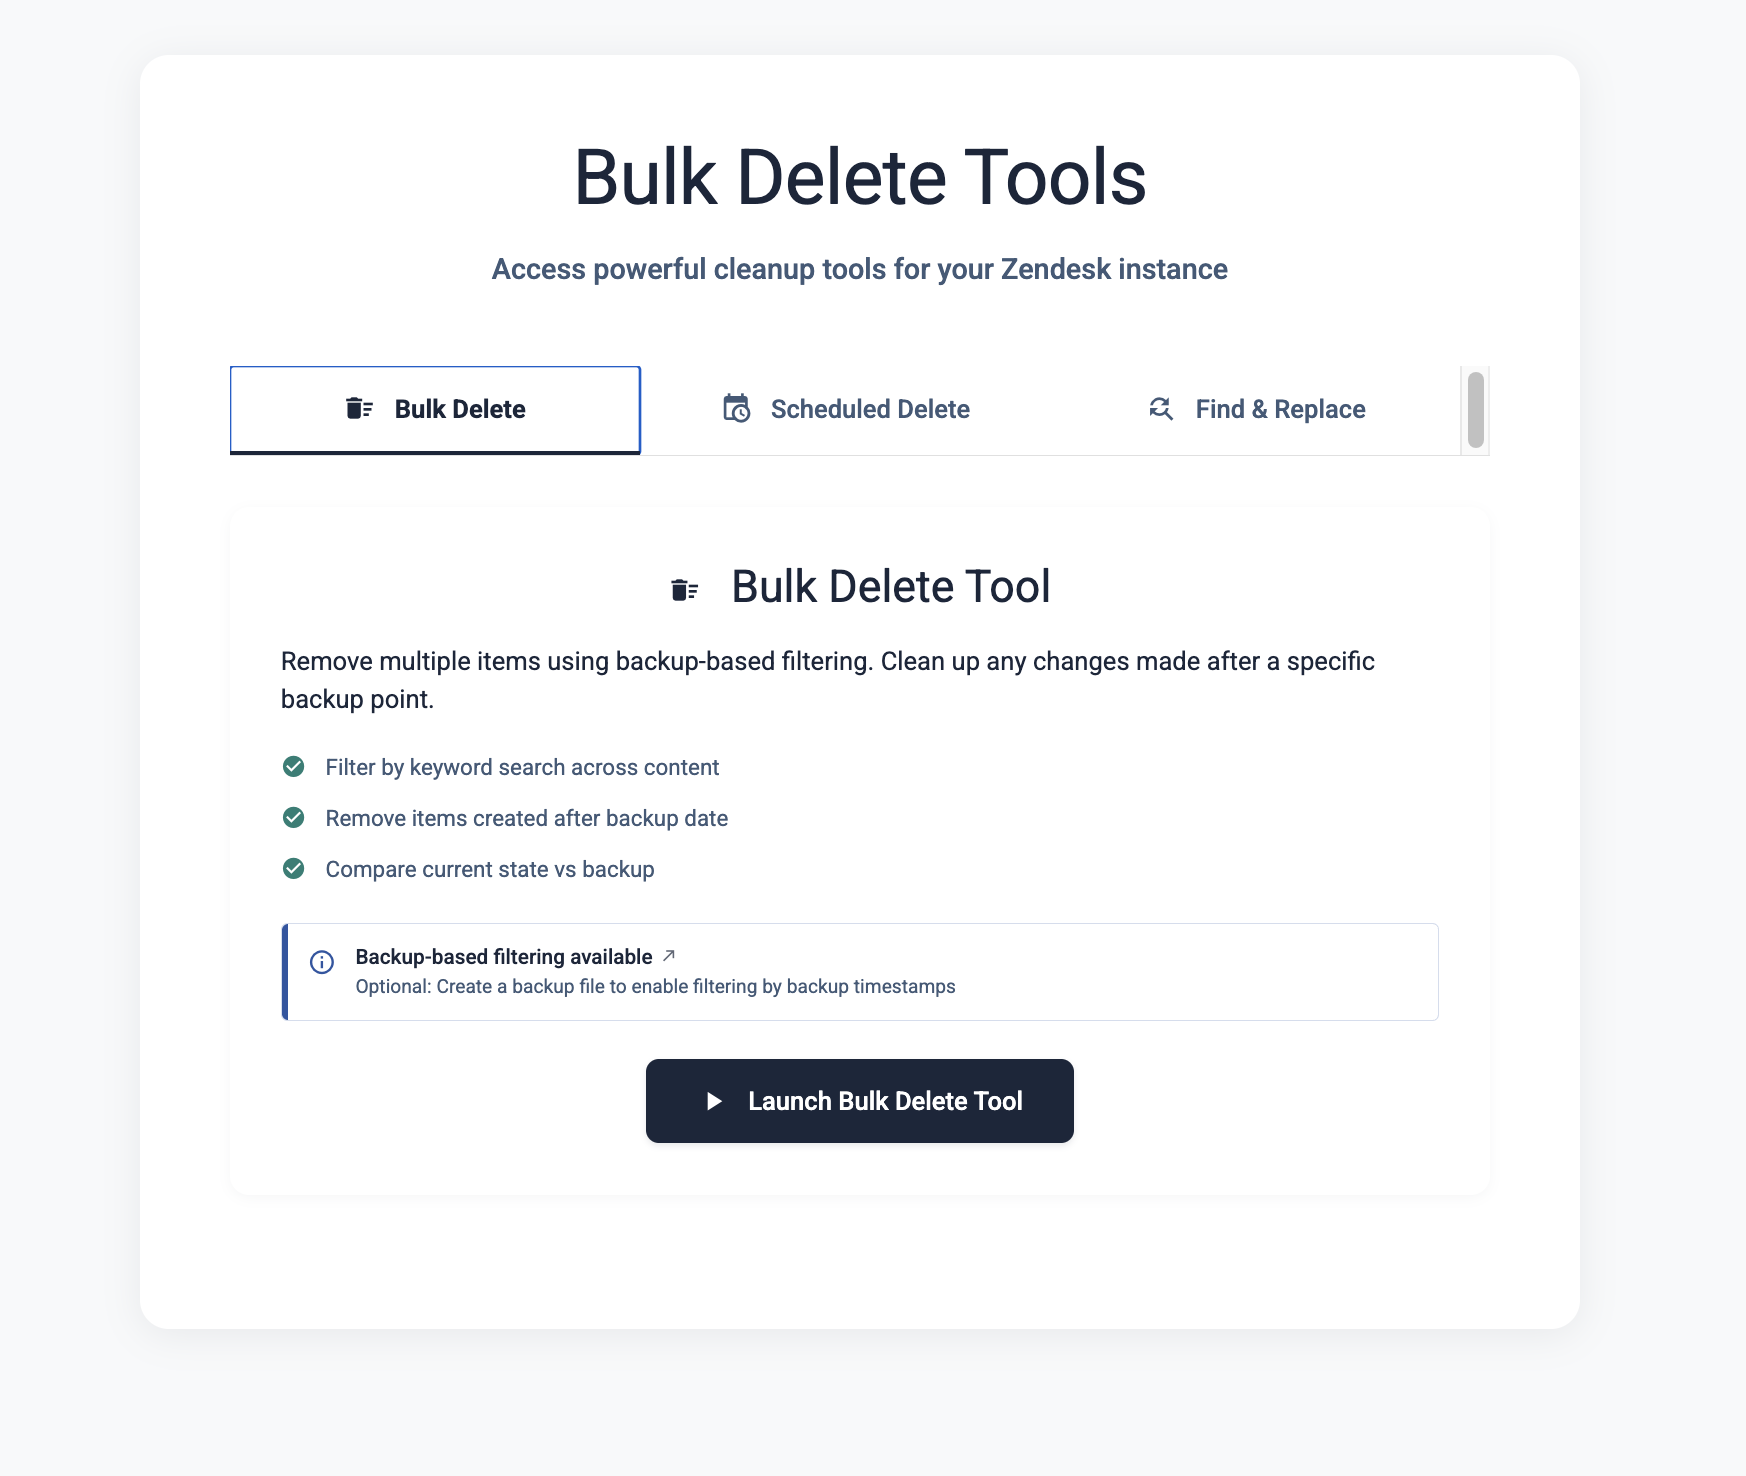 Bulk Delete Tools
Access powerful cleanup tools for your Zendesk instance
Bulk Delete
Scheduled Delete
Find & Replace
Bulk Delete Tool
Remove multiple items using backup-based filtering. Clean up any changes made after a specific
backup point.
Filter by keyword search across content
Remove items created after backup date
Compare current state vs backup
Backup-based filtering available
Optional: Create a backup file to enable filtering by backup timestamps
Launch Bulk Delete Tool